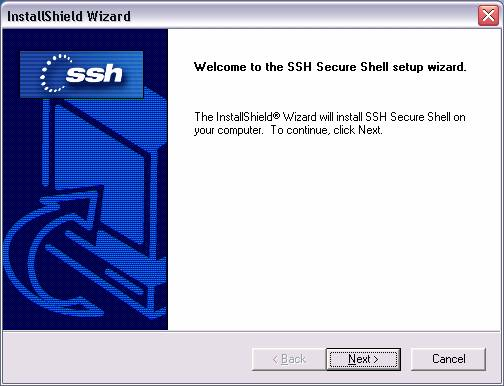 InstallShield Wizard
ssh
Welcome to the SSH Secure Shell setup wizard.
The InstallShield® Wizard will install SSH Secure Shell on
your computer.  To continue, click Next.
< Back
Next >
Cancel